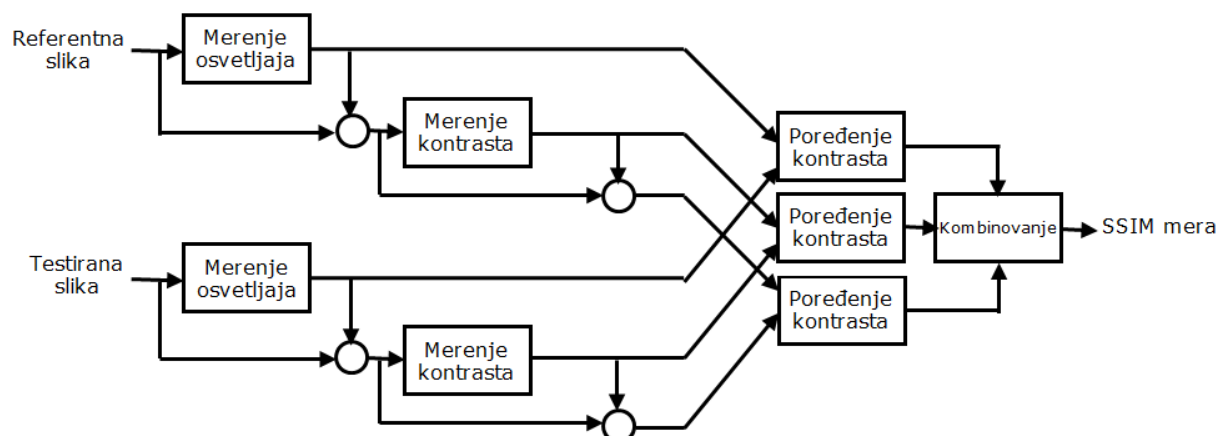 Referentna
slika
Merenje
osvetljaja
Merenje
kontrasta
Poređenje
kontrasta
Poređenje
kontrasta
Kombinovanje
SSIM mera
Testirana
slika
Merenje
osvetljaja
Poređenje
kontrasta
Merenje
kontrasta